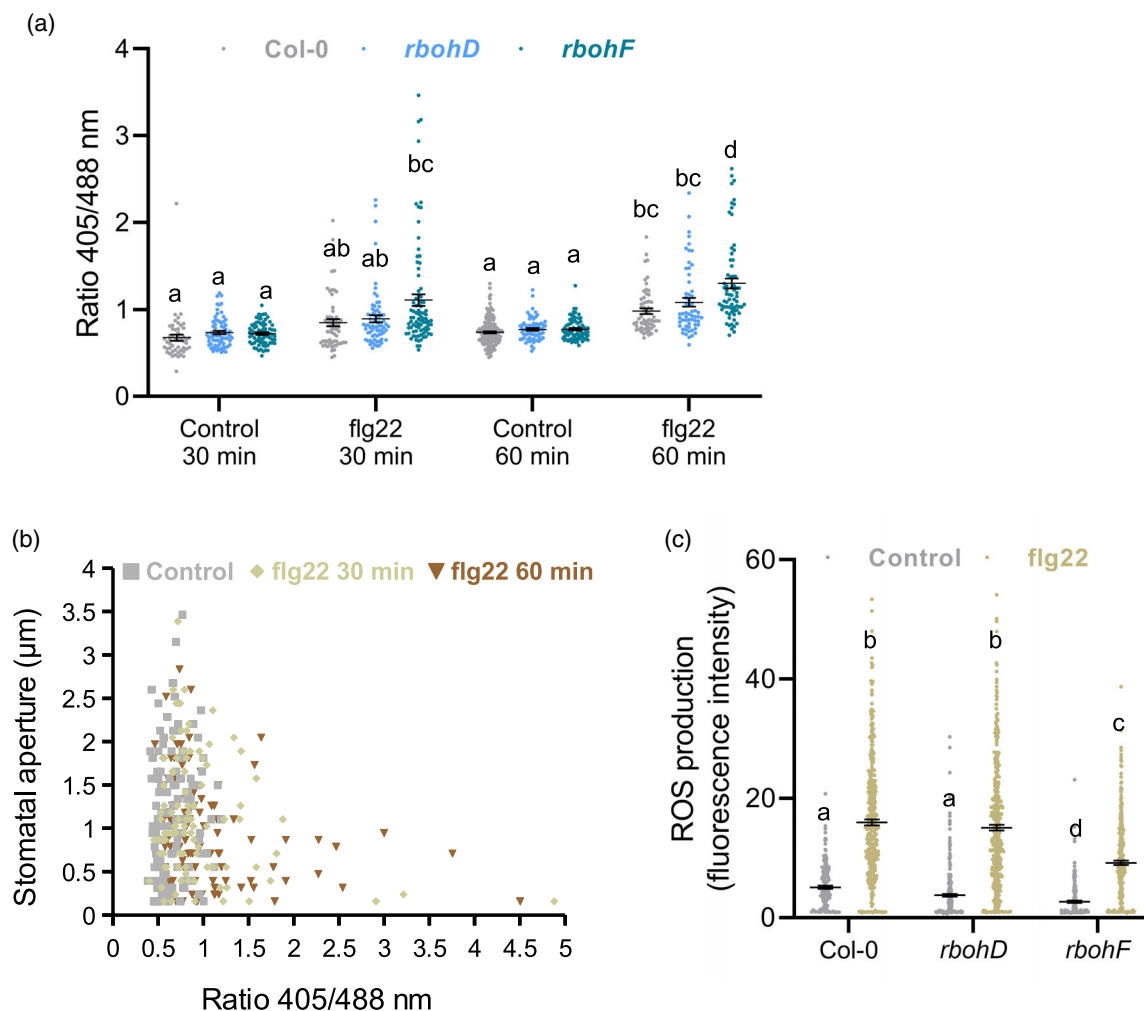 (a)
Col-0 rbohD rbohF
4
3
2
1
0
Ratio 405/488 nm
a a a
ab ab bc
a a a
bc bc d
Control flg22 Control flg22
30 min 30 min 60 min 60 min
(b)
Control flg22 30 min flg22 60 min
4
3.5
3
2.5
2
1.5
1
0.5
0
Stomatal aperture (µm)
0 0.5 1 1.5 2 2.5 3 3.5 4 4.5 5
Ratio 405/488 nm
(c)
Control flg22
60
40
20
0
ROS production
(fluorescence intensity)
a b a b d c
Col-0 rbohD rbohF